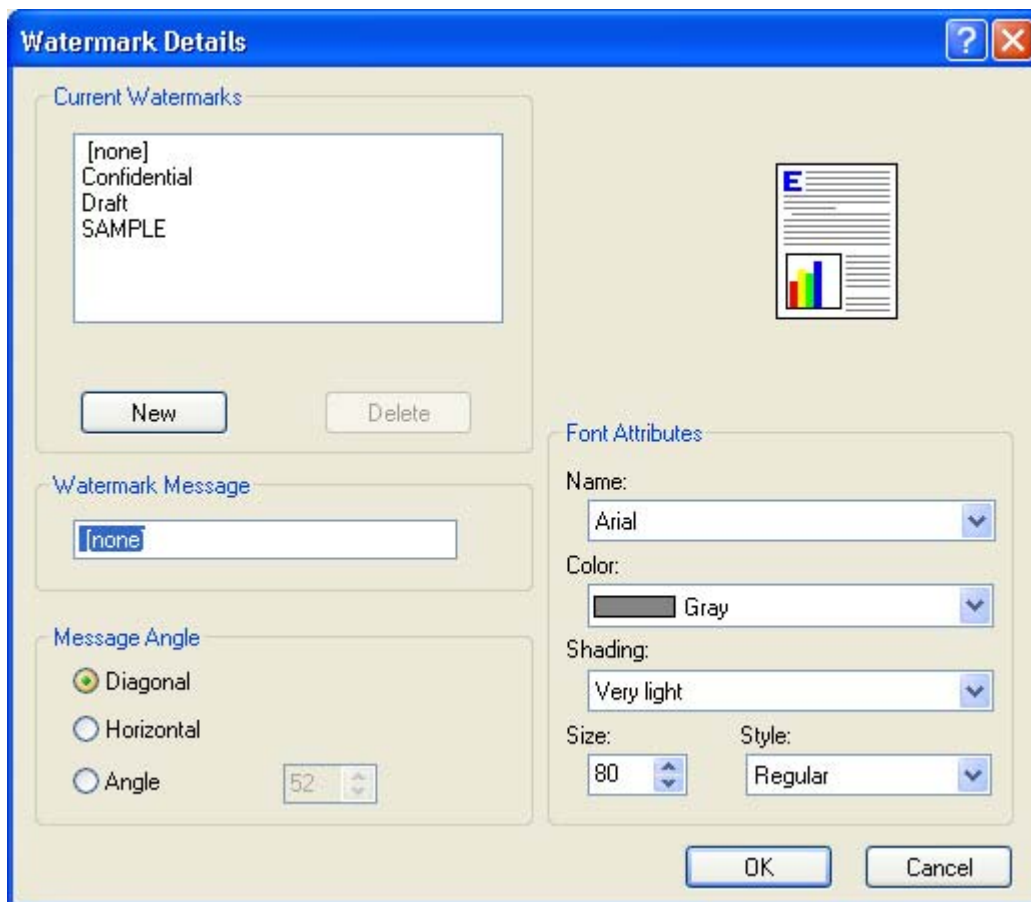 Watermark Details
?
Current Watermarks
[none]
Confidential
Draft
SAMPLE
New
Delete
Watermark Message
[none]
Message Angle
Diagonal
Horizontal
Angle
52
E
Font Attributes
Name:
Arial
Color:
Gray
Shading:
Very light
Size:
Style:
80
Regular
OK
Cancel